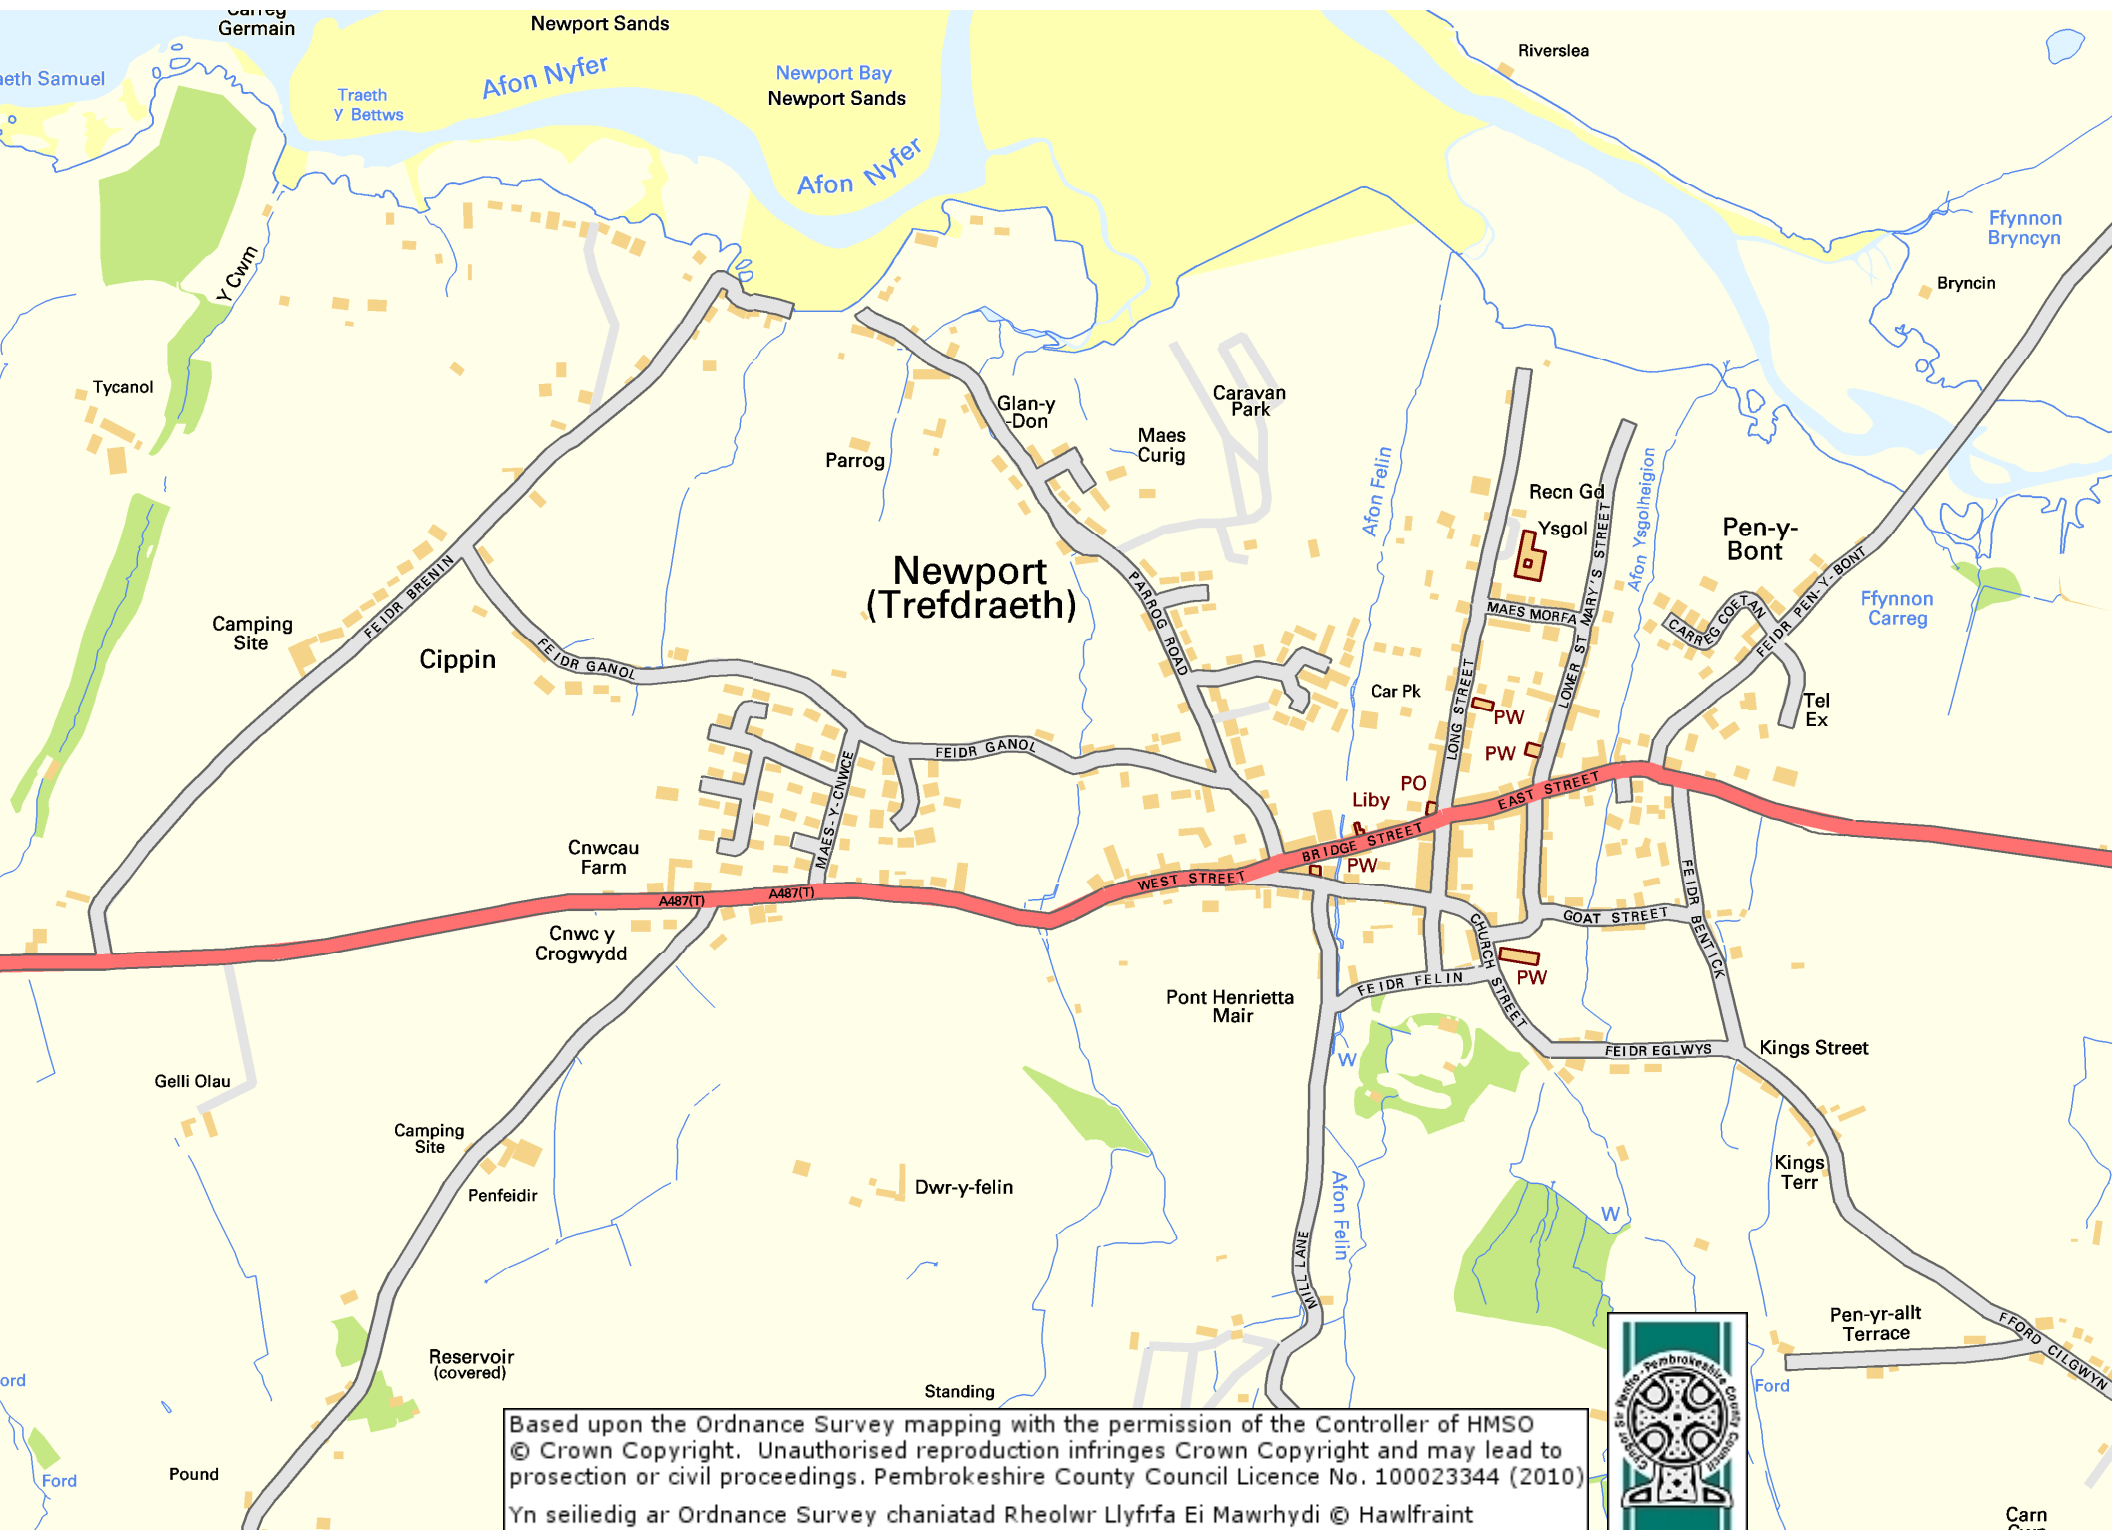 Carreg
Germain
Newport Sands
Riverslea
aeth Samuel
Afon Nyfer
Newport Bay
Newport Sands
Traeth
y Bettws
Afon Nyfer
Ffynnon
Bryncyn
Y Cwm
Bryncin
Tycanol
Glan-y
-Don
Caravan
Park
Maes
Curig
Parrog
Afon Felin
Recn Gd
Ysgol
Afon Ysgolheigion
Pen-y-
Bont
Newport
(Trefdraeth)
PARROG ROAD
MAES MORFA
LOWER ST MARY'S STREET
CARREG COETAN
FEIDR PEN-Y-BONT
Ffynnon
Carreg
FEIDR BRENIN
Camping
Site
Cippin
FEIDR GANOL
LONG STREET
Car Pk
PW
Tel
Ex
PW
FEIDR GANOL
MAES-Y-CNWCE
PO
Liby
EAST STREET
BRIDGE STREET
PW
Cnwcau
Farm
WEST STREET
A487(T)
A487(T)
FEIDR BENTICK
GOAT STREET
CHURCH STREET
Cnwc y
Crogwydd
FEIDR FELIN
PW
Pont Henrietta
Mair
FEIDR EGLWYS
Kings Street
W
Gelli Olau
Camping
Site
Penfeidir
Dwr-y-felin
Afon Felin
Kings
Terr
W
MILL LANE
Pen-yr-allt
Terrace
FFORD CILGWYN
Reservoir
(covered)
ord
Standing
Ford
Pound
Ford
Cyngor Sir Penfro - Pembrokeshire County Council
Carn
Based upon the Ordnance Survey mapping with the permission of the Controller of HMSO
© Crown Copyright. Unauthorised reproduction infringes Crown Copyright and may lead to
prosection or civil proceedings. Pembrokeshire County Council Licence No. 100023344 (2010)
Yn seiliedig ar Ordnance Survey chaniatad Rheolwr Llyfrfa Ei Mawrhydi © Hawlfraint